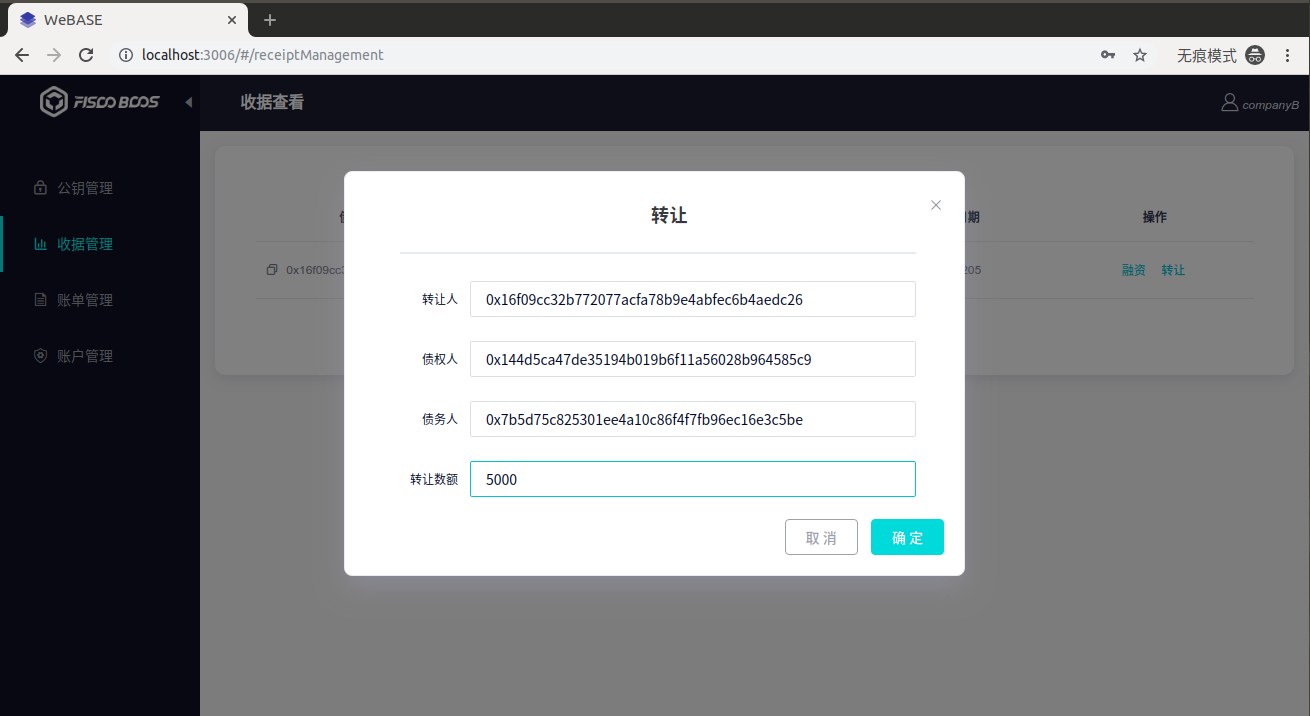 WeBASE
localhost:3006/#/receiptManagement
无痕模式
FISCO BCOS
收据查看
companyB
公钥管理
收据管理
账单管理
账户管理
期
操作
0x16f09cc3
205
融资
转让
转让
转让人
0x16f09cc32b772077acfa78b9e4abfec6b4aedc26
债权人
0x144d5ca47de35194b019b6f11a56028b964585c9
债务人
0x7b5d75c825301ee4a10c86f4f7fb96ec16e3c5be
转让数额
5000
取 消
确 定